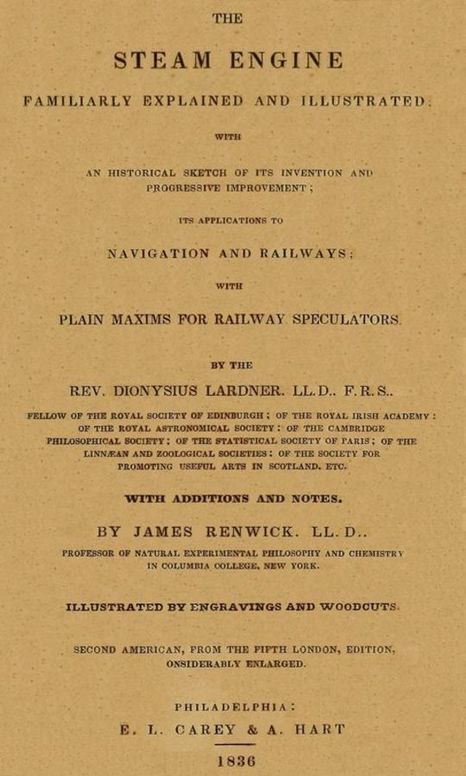 THE
STEAM ENGINE
FAMILIARLY EXPLAINED AND ILLUSTRATED.
WITH
AN HISTORICAL SKETCH OF ITS INVENTION AND
PROGRESSIVE IMPROVEMENT;
ITS APPLICATIONS TO
NAVIGATION AND RAILWAYS;
WITH
PLAIN MAXIMS FOR RAILWAY SPECULATORS.
BY THE
REV. DIONYSIUS LARDNER. LL. D.. F. R. S..
FELLOW OF THE ROYAL SOCIETY OF EDINBURGH; OF THE ROYAL IRISH ACADEMY:
OF THE ROYAL ASTRONOMICAL SOCIETY: OF THE CAMBRIDGE
PHILOSOPHICAL SOCIETY; OF THE STATISTICAL SOCIETY OF PARIS; OF THE
LINNÆAN AND ZOOLOGICAL SOCIETIES: OF THE SOCIETY FOR
PROMOTING USEFUL ARTS IN SCOTLAND. ETC.
WITH ADDITIONS AND NOTES.
BY JAMES RENWICK. LL. D..
PROFESSOR OF NATURAL EXPERIMENTAL PHILOSOPHY AND CHEMISTRY
IN COLUMBIA COLLEGE, NEW YORK.
ILLUSTRATED BY ENGRAVINGS AND WOODCUTS.
SECOND AMERICAN, FROM THE FIFTH LONDON, EDITION,
ONSIDERABLY ENLARGED.
PHILADELPHIA:
E. L. CAREY & A. HART
1836